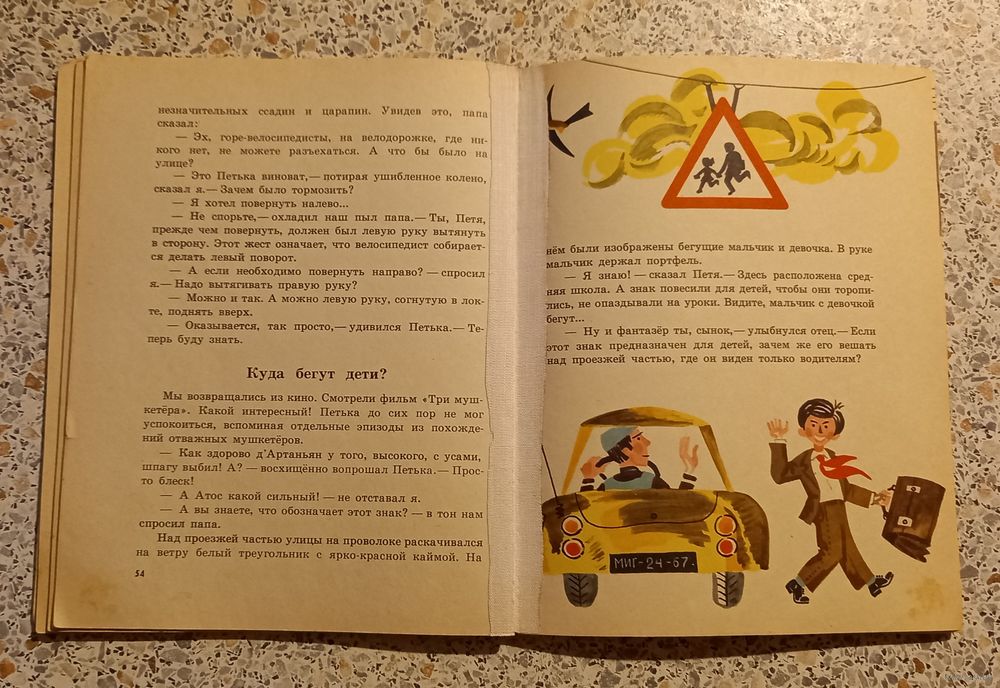 незначительных ссадин и царапин. Увидев это, папа
сказал:
— Эх, горе-велосипедисты, на велодорожке, где ни-
кого нет, не можете разъехаться. А что бы было на
улице?
— Это Петька виноват,— потирая ушибленное колено,
сказал я.— Зачем было тормозить?
— Я хотел повернуть налево...
— Не спорьте,— охладил наш пыл папа.— Ты, Петя,
прежде чем повернуть, должен был левую руку вытянуть
в сторону. Этот жест означает, что велосипедист собирает-
ся делать левый поворот.
— А если необходимо повернуть направо? — спросил
я.— Надо вытягивать правую руку?
— Можно и так. А можно левую руку, согнутую в лок-
те, поднять вверх.
— Оказывается, так просто,— удивился Петька.— Те-
перь буду знать.
Куда бегут дети?
Мы возвращались из кино. Смотрели фильм «Три муш-
кетёра». Какой интересный! Петька до сих пор не мог
успокоиться, вспоминая отдельные эпизоды из похожде-
ний отважных мушкетёров.
— Как здорово д'Артаньян у того, высокого, с усами,
шпагу выбил! А? — восхищённо вопрошал Петька.— Прос-
то блеск!
— А Атос какой сильный! — не отставал я.
— А вы знаете, что обозначает этот знак? — в тон нам
спросил папа.
Над проезжей частью улицы на проволоке раскачивался
на ветру белый треугольник с ярко-красной каймой. На
54
нём были изображены бегущие мальчик и девочка. В руке
мальчик держал портфель.
— Я знаю! — сказал Петя.— Здесь расположена сред-
няя школа. А знак повесили для детей, чтобы они торопи-
лись, не опаздывали на уроки. Видите, мальчик с девочкой
бегут...
— Ну и фантазёр ты, сынок,— улыбнулся отец.— Если
этот знак предназначен для детей, зачем же его вешать
над проезжей частью, где он виден только водителям?
МИГ-24-67.